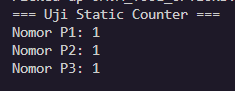 === Uji Static Counter ===
Nomor P1: 1
Nomor P2: 1
Nomor P3: 1